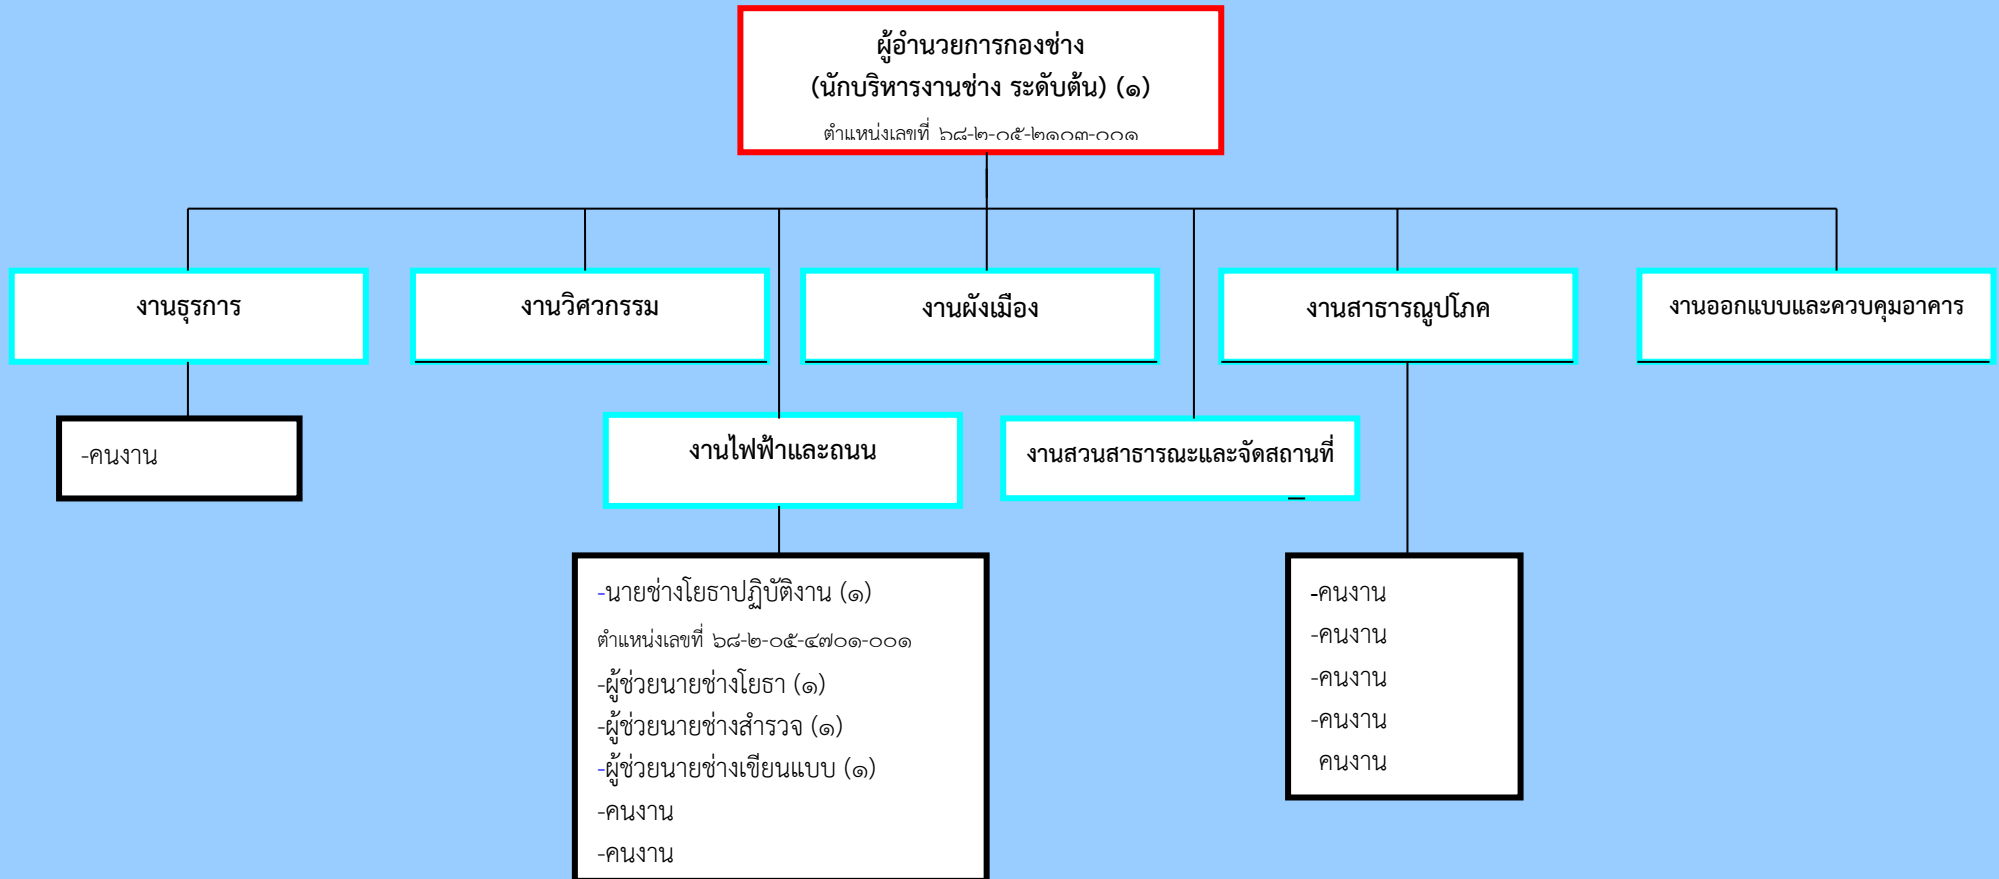 ผู้อำนวยการกองช่าง
(นักบริหารงานช่าง ระดับต้น) (๑)
ตำแหน่งเลขที่ ๖๘-๒-๐๕-๒๑๐๓-๐๐๑
งานธุรการ
งานวิศวกรรม
งานผังเมือง
งานสาธารณูปโภค
งานออกแบบและควบคุมอาคาร
-คนงาน
งานไฟฟ้าและถนน
งานสวนสาธารณะและจัดสถานที่
-นายช่างโยธาปฏิบัติงาน (๑)
ตำแหน่งเลขที่ ๖๘-๒-๐๕-๔๗๐๑-๐๐๑
-ผู้ช่วยนายช่างโยธา (๑)
-ผู้ช่วยนายช่างสำรวจ (๑)
-ผู้ช่วยนายช่างเขียนแบบ (๑)
-คนงาน
-คนงาน
-คนงาน
-คนงาน
-คนงาน
-คนงาน
คนงาน